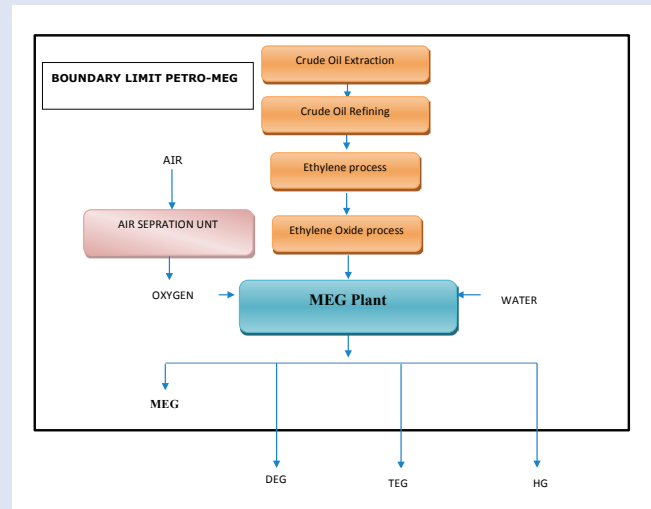 Crude Oil Extraction
BOUNDARY LIMIT PETRO-MEG
Crude Oil Refining
AIR
Ethylene process
AIR SEPRATION UNT
Ethylene Oxide process
OXYGEN
MEG Plant
WATER
MEG
DEG
TEG
HG